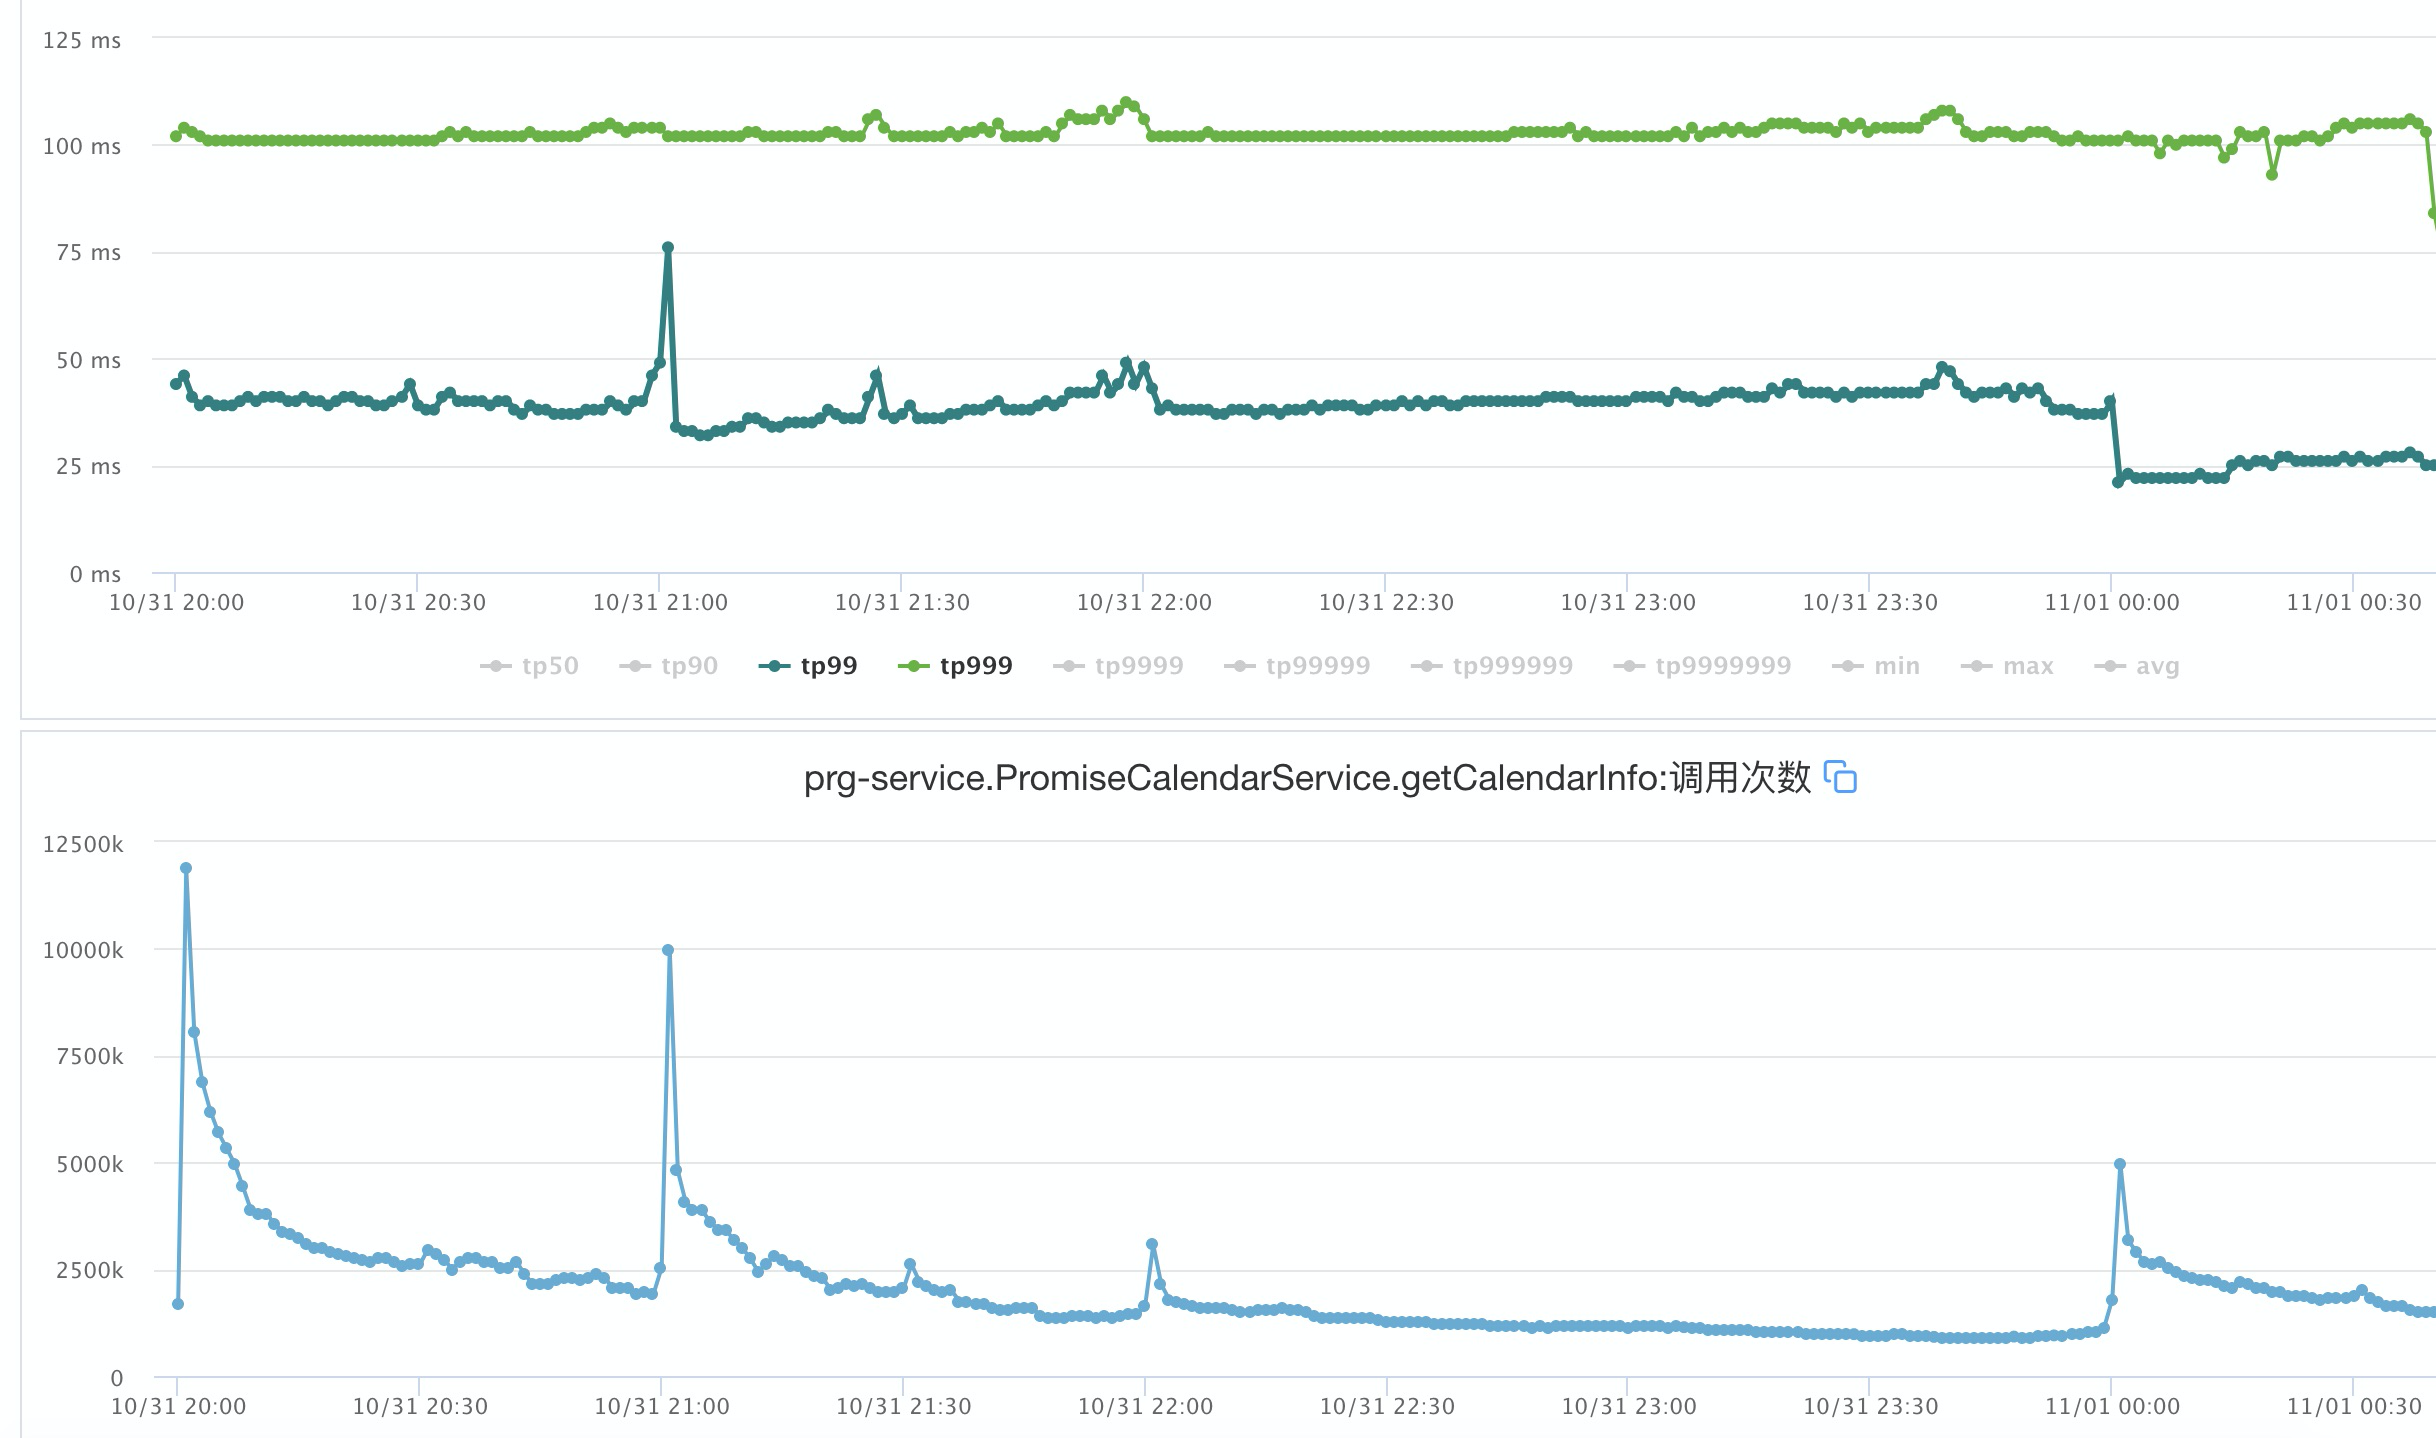 125 ms
100 ms
75 ms
50 ms
25 ms
0 ms
10/31 20:00 10/31 20:30 10/31 21:00 10/31 21:30 10/31 22:00 10/31 22:30 10/31 23:00 10/31 23:30 11/01 00:00 11/01 00:30
tp50 tp90 tp99 tp999 tp9999 tp99999 tp999999 tp9999999 min max avg
prg-service.PromiseCalendarService.getCalendarInfo:调用次数
12500k
10000k
7500k
5000k
2500k
0
10/31 20:00 10/31 20:30 10/31 21:00 10/31 21:30 10/31 22:00 10/31 22:30 10/31 23:00 10/31 23:30 11/01 00:00 11/01 00:30